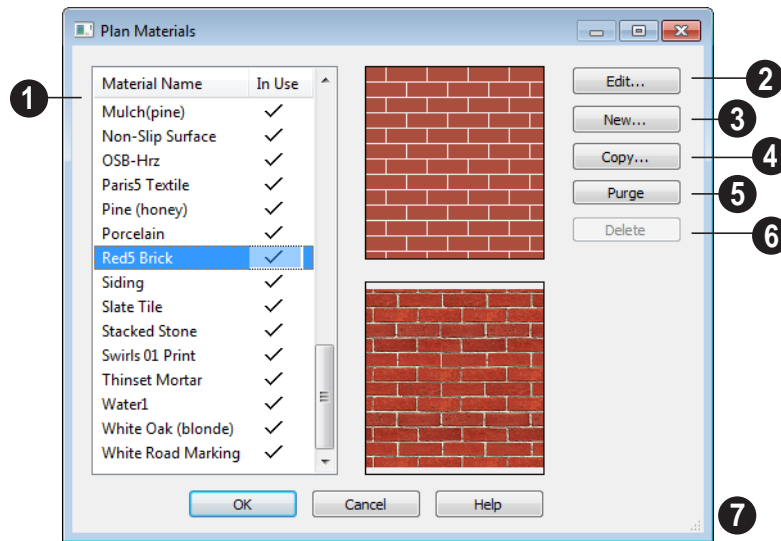 Plan Materials
1
Material Name In Use
Mulch(pine)
Non-Slip Surface
OSB-Hrz
Paris5 Textile
Pine (honey)
Porcelain
Red5 Brick
Siding
Slate Tile
Stacked Stone
Swirls 01 Print
Thinset Mortar
Water1
White Oak (blonde)
White Road Marking
Edit... 2
New... 3
Copy... 4
Purge 5
Delete 6
OK Cancel Help
7